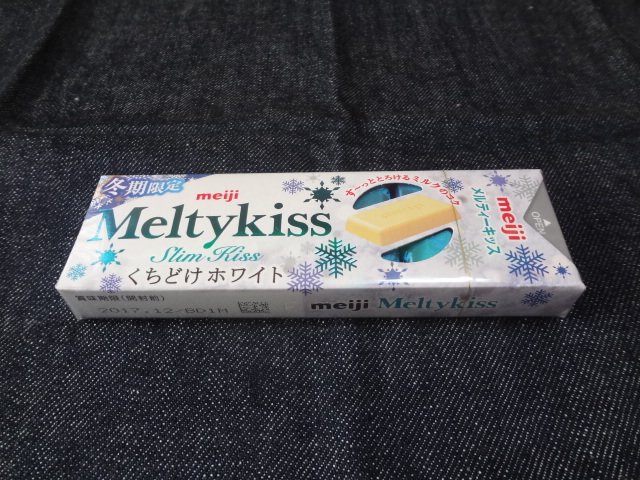 冬期限定
meiji
Meltykiss
Slim Kiss
くちどけホワイト
すーっととろけるミルクのコク
meiji
メルティーキッス
OPEN
賞味期限(開封前)
2017.12/BD1M
meiji Meltykiss